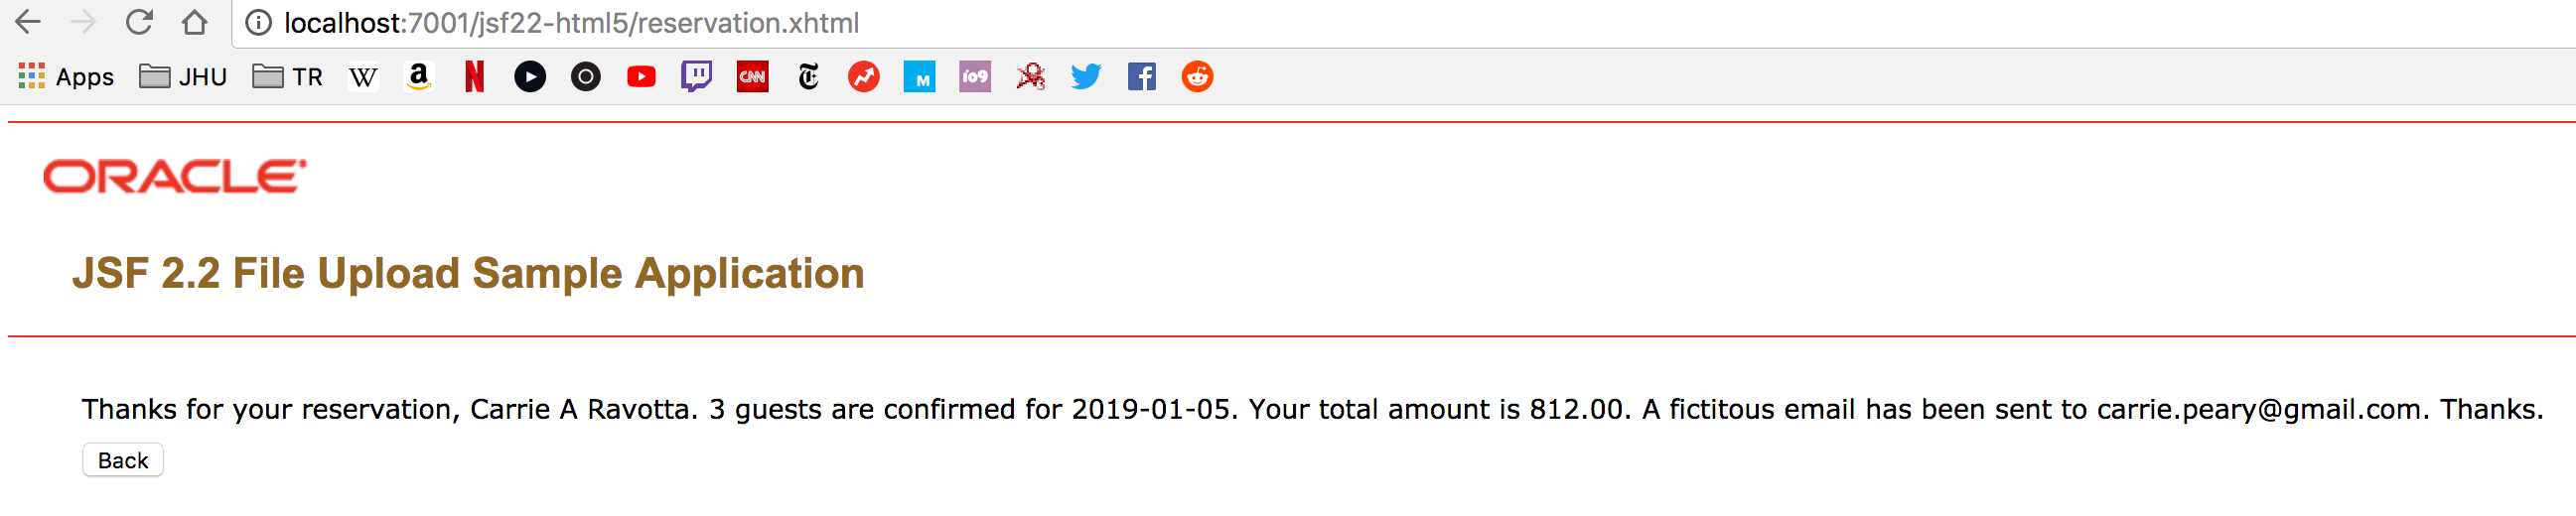 localhost:7001/jsf22-html5/reservation.xhtml
Apps JHU TR W a N CNN T M io9 f
ORACLE
JSF 2.2 File Upload Sample Application
Thanks for your reservation, Carrie A Ravotta. 3 guests are confirmed for 2019-01-05. Your total amount is 812.00. A fictitous email has been sent to carrie.peary@gmail.com. Thanks.
Back